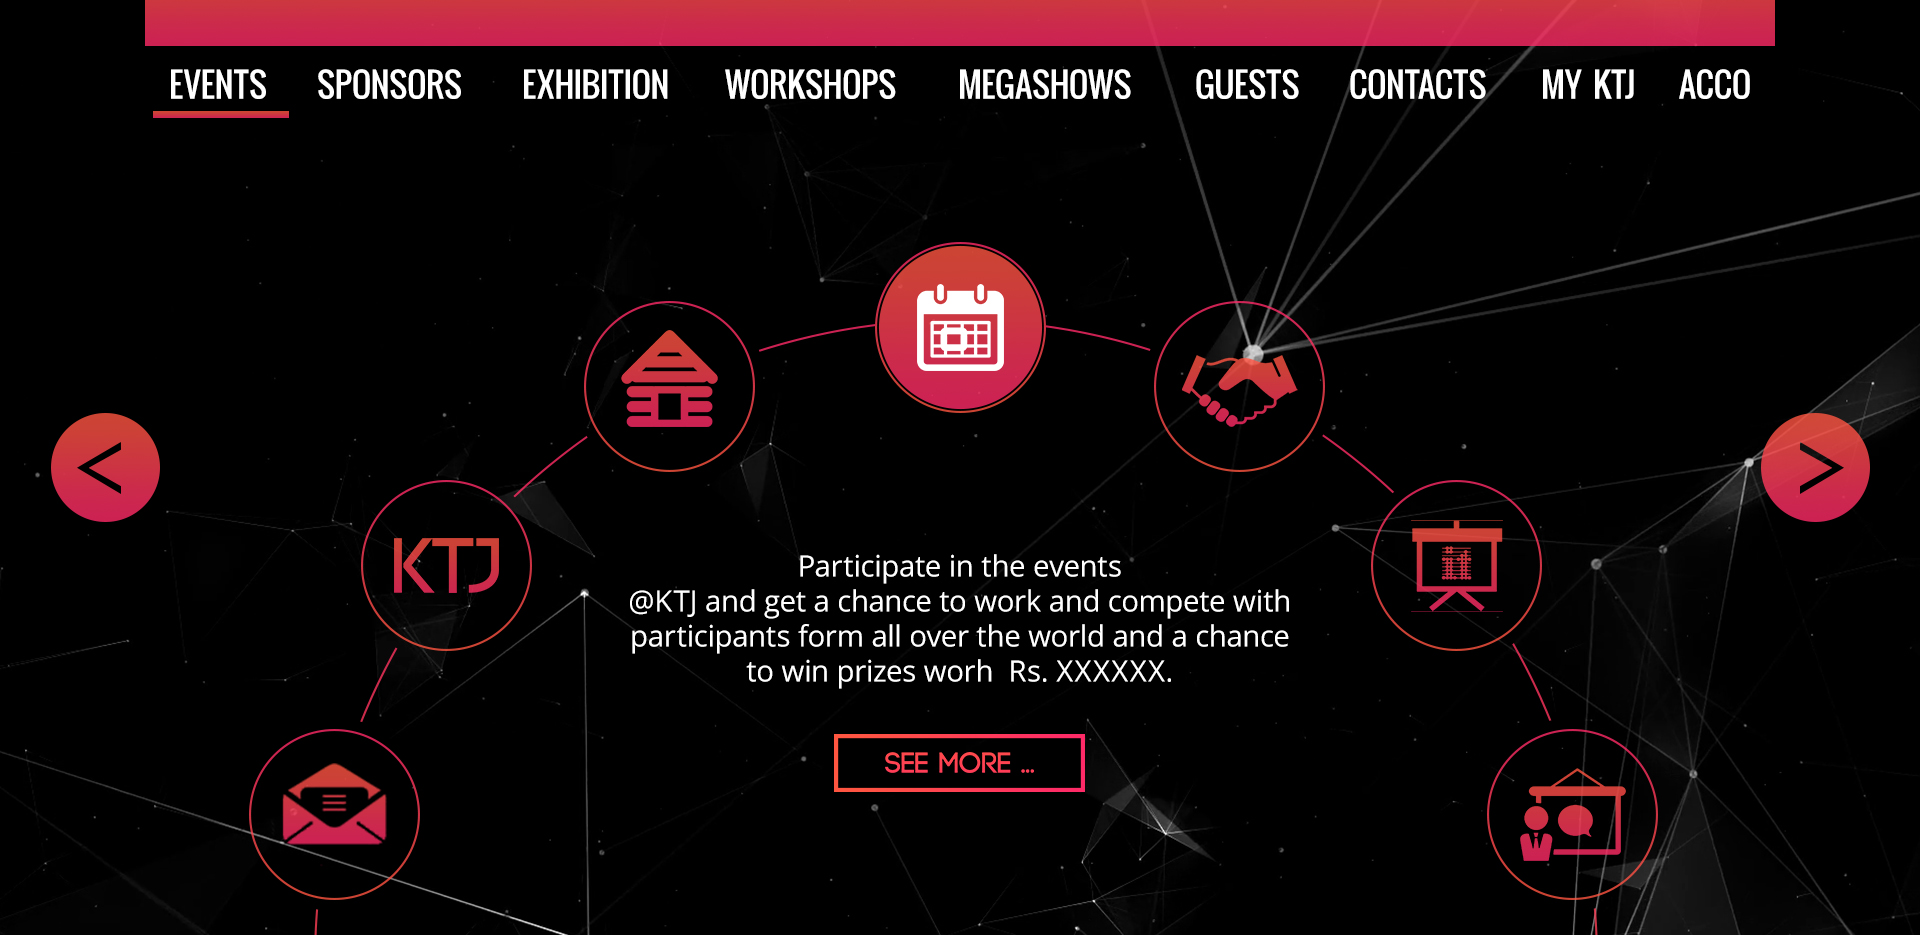 EVENTS SPONSORS EXHIBITION WORKSHOPS MEGASHOWS GUESTS CONTACTS MY KTJ ACCO
KTJ
Participate in the events
@KTJ and get a chance to work and compete with
participants form all over the world and a chance
to win prizes worh Rs. XXXXXX.
SEE MORE ...